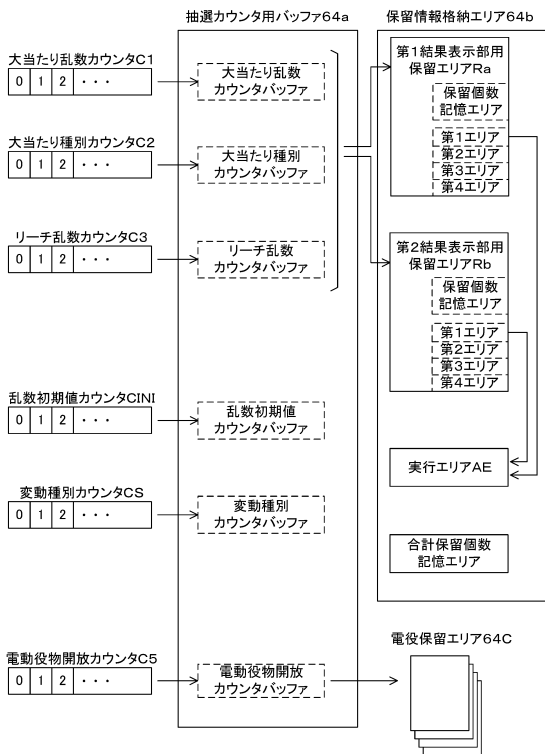 抽選カウンタ用バッファ64a
保留情報格納エリア64b
大当たり乱数カウンタC1
0 1 2 ・・・
大当たり乱数
カウンタバッファ
大当たり種別カウンタC2
0 1 2 ・・・
大当たり種別
カウンタバッファ
リーチ乱数カウンタC3
0 1 2 ・・・
リーチ乱数
カウンタバッファ
乱数初期値カウンタCINI
0 1 2 ・・・
乱数初期値
カウンタバッファ
変動種別カウンタCS
0 1 2 ・・・
変動種別
カウンタバッファ
電動役物開放カウンタC5
0 1 2 ・・・
電動役物開放
カウンタバッファ
第1結果表示部用
保留エリアRa
保留個数
記憶エリア
第1エリア
第2エリア
第3エリア
第4エリア
第2結果表示部用
保留エリアRb
保留個数
記憶エリア
第1エリア
第2エリア
第3エリア
第4エリア
実行エリアAE
合計保留個数
記憶エリア
電役保留エリア64C